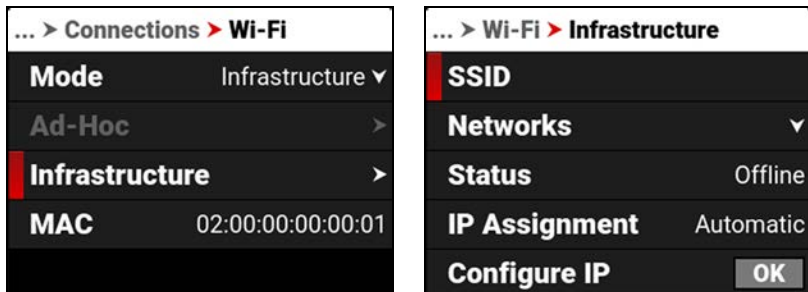 ... > Connections > Wi-Fi
Mode Infrastructure
Ad-Hoc >
Infrastructure >
MAC 02:00:00:00:00:01
... > Wi-Fi > Infrastructure
SSID
Networks
Status Offline
IP Assignment Automatic
Configure IP OK